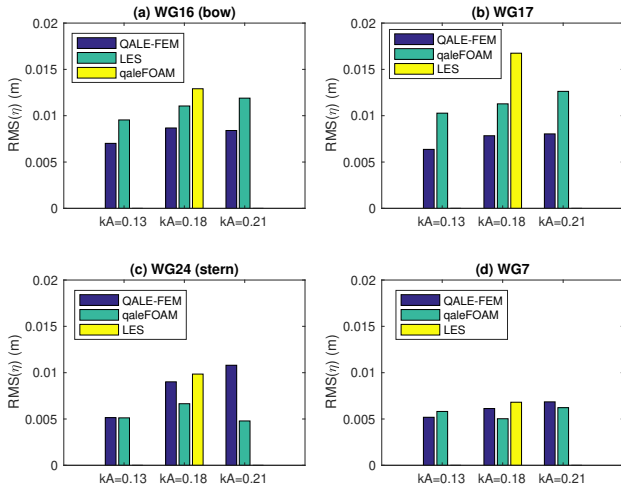 (a) WG16 (bow)
0.02
0.015
0.01
0.005
0
RMS(η) (m)
QALE-FEM
LES
qaleFOAM
kA=0.13 kA=0.18 kA=0.21
(b) WG17
0.02
0.015
0.01
0.005
0
RMS(η) (m)
QALE-FEM
qaleFOAM
LES
kA=0.13 kA=0.18 kA=0.21
(c) WG24 (stern)
0.02
0.015
0.01
0.005
0
RMS(η) (m)
QALE-FEM
qaleFOAM
LES
kA=0.13 kA=0.18 kA=0.21
(d) WG7
0.02
0.015
0.01
0.005
0
RMS(η) (m)
QALE-FEM
qaleFOAM
LES
kA=0.13 kA=0.18 kA=0.21